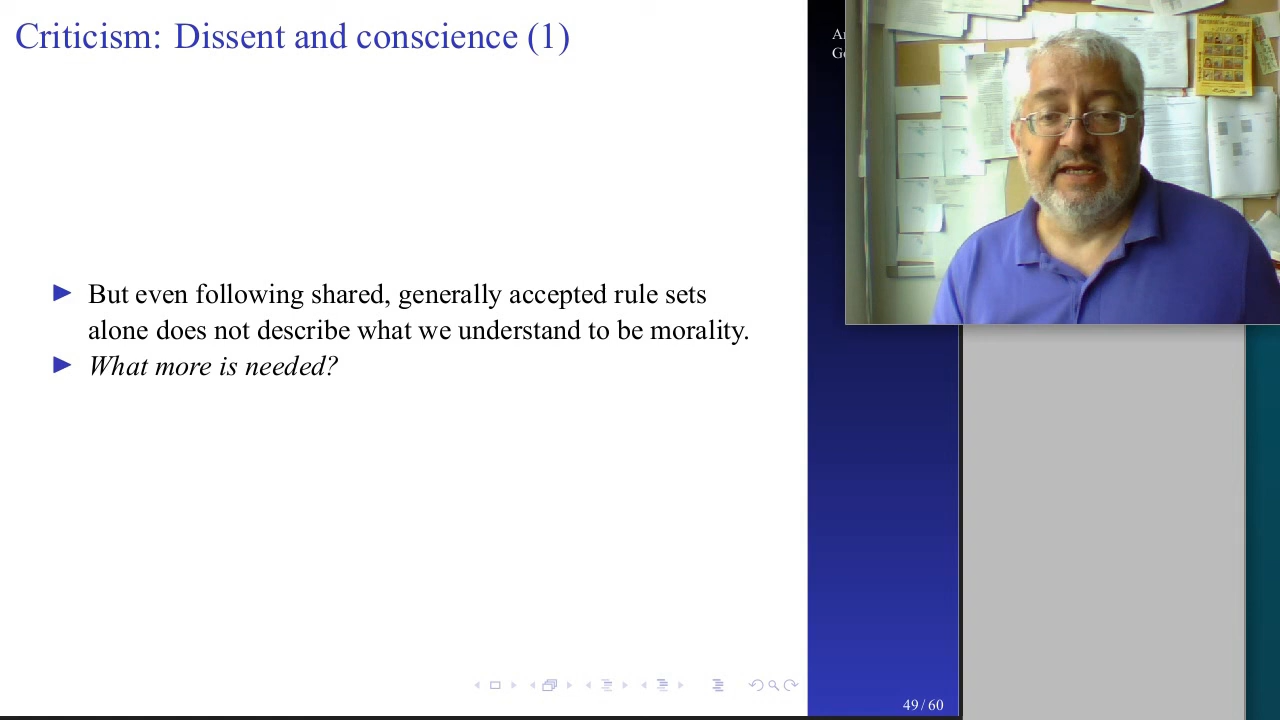 Criticism: Dissent and conscience (1)
But even following shared, generally accepted rule sets
alone does not describe what we understand to be morality.
What more is needed?
49 / 60